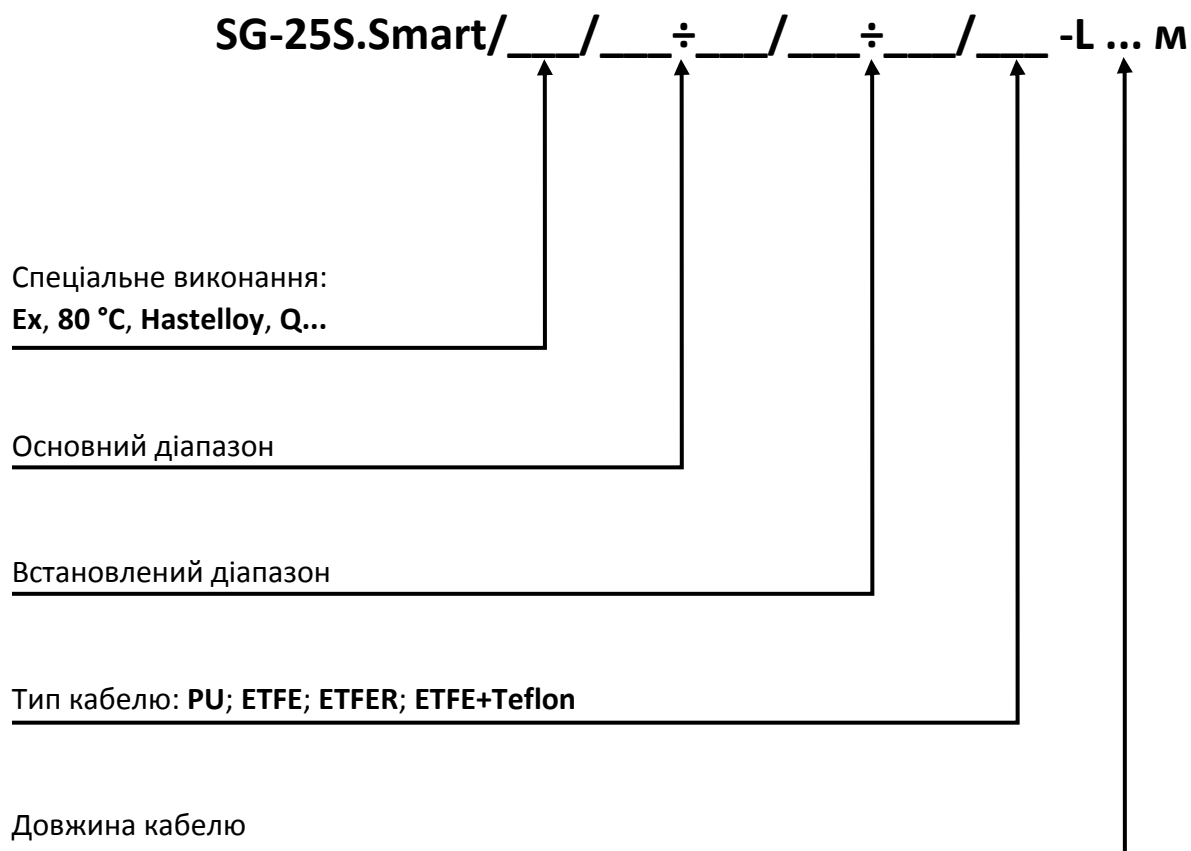 SG-25S.Smart/___/___÷___/___÷___/___ -L ... м
Спеціальне виконання:
Ex, 80 °C, Hastelloy, Q...
Основний діапазон
Встановлений діапазон
Тип кабелю: PU; ETFE; ETFER; ETFE+Teflon
Довжина кабелю